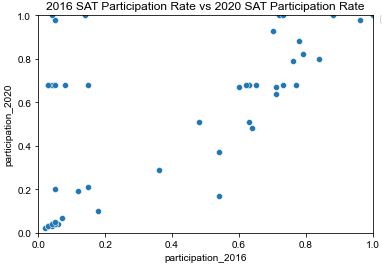 2016 SAT Participation Rate vs 2020 SAT Participation Rate
1.0
0.8
0.6
0.4
0.2
0.0
participation_2020
0.0 0.2 0.4 0.6 0.8 1.0
participation_2016